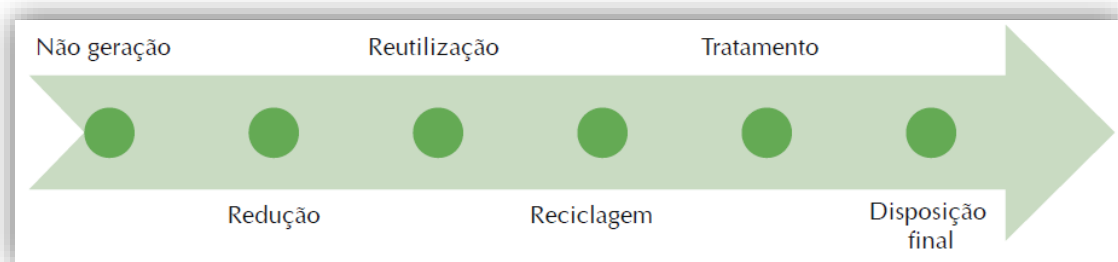 Não geração
Redução
Reutilização
Reciclagem
Tratamento
Disposição
final